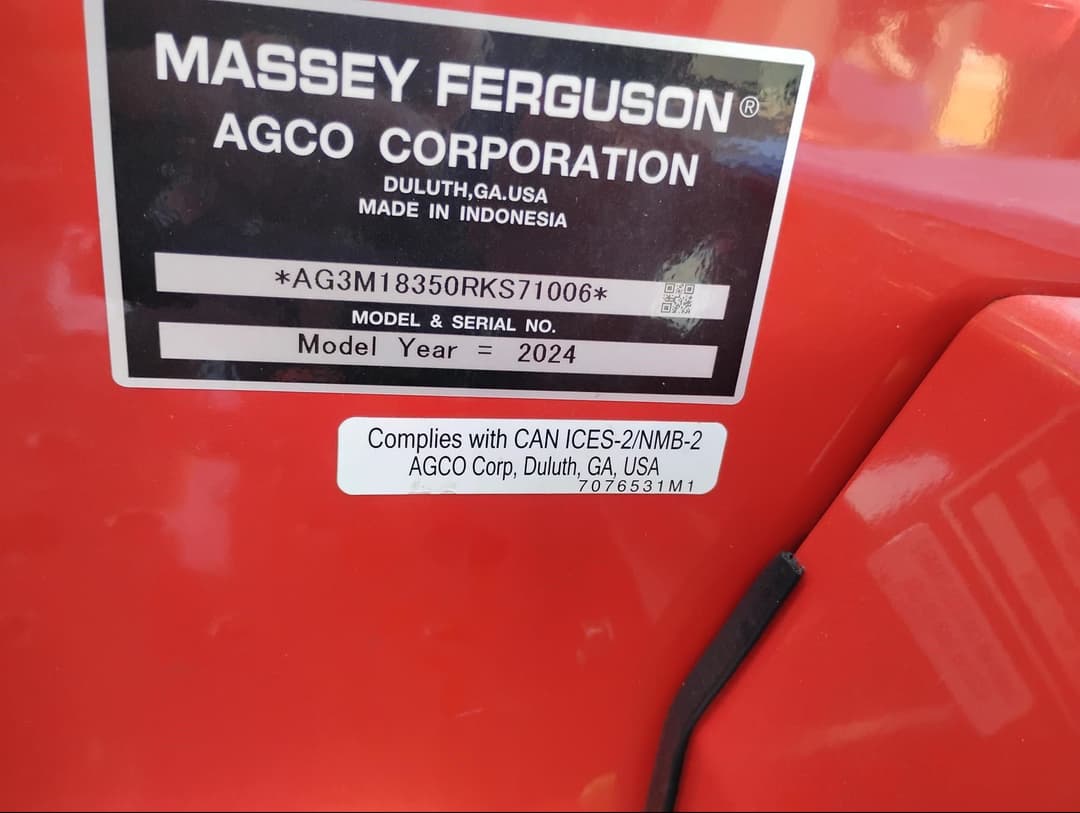 MASSEY FERGUSON®
AGCO CORPORATION
DULUTH,GA.USA
MADE IN INDONESIA
*AG3M18350RKS71006*
MODEL & SERIAL NO.
Model Year = 2024
Complies with CAN ICES-2/NMB-2
AGCO Corp, Duluth, GA, USA
7076531M1